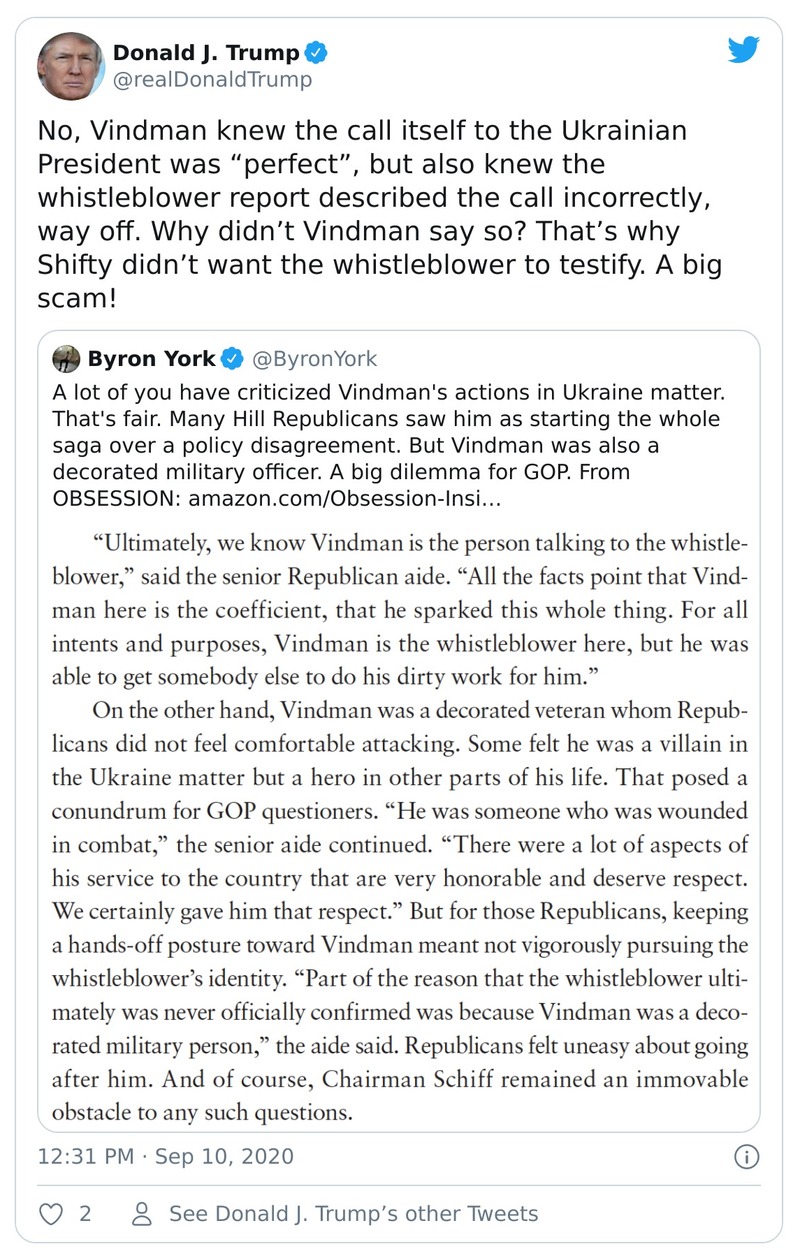 Donald J. Trump
@realDonaldTrump
No, Vindman knew the call itself to the Ukrainian
President was “perfect”, but also knew the
whistleblower report described the call incorrectly,
way off. Why didn’t Vindman say so? That’s why
Shifty didn’t want the whistleblower to testify. A big
scam!
Byron York @ByronYork
A lot of you have criticized Vindman's actions in Ukraine matter.
That's fair. Many Hill Republicans saw him as starting the whole
saga over a policy disagreement. But Vindman was also a
decorated military officer. A big dilemma for GOP. From
OBSESSION: amazon.com/Obsession-Insi…
“Ultimately, we know Vindman is the person talking to the whistle-
blower,” said the senior Republican aide. “All the facts point that Vind-
man here is the coefficient, that he sparked this whole thing. For all
intents and purposes, Vindman is the whistleblower here, but he was
able to get somebody else to do his dirty work for him.”
On the other hand, Vindman was a decorated veteran whom Repub-
licans did not feel comfortable attacking. Some felt he was a villain in
the Ukraine matter but a hero in other parts of his life. That posed a
conundrum for GOP questioners. “He was someone who was wounded
in combat,” the senior aide continued. “There were a lot of aspects of
his service to the country that are very honorable and deserve respect.
We certainly gave him that respect.” But for those Republicans, keeping
a hands-off posture toward Vindman meant not vigorously pursuing the
whistleblower’s identity. “Part of the reason that the whistleblower ulti-
mately was never officially confirmed was because Vindman was a deco-
rated military person,” the aide said. Republicans felt uneasy about going
after him. And of course, Chairman Schiff remained an immovable
obstacle to any such questions.
12:31 PM · Sep 10, 2020
2 See Donald J. Trump’s other Tweets